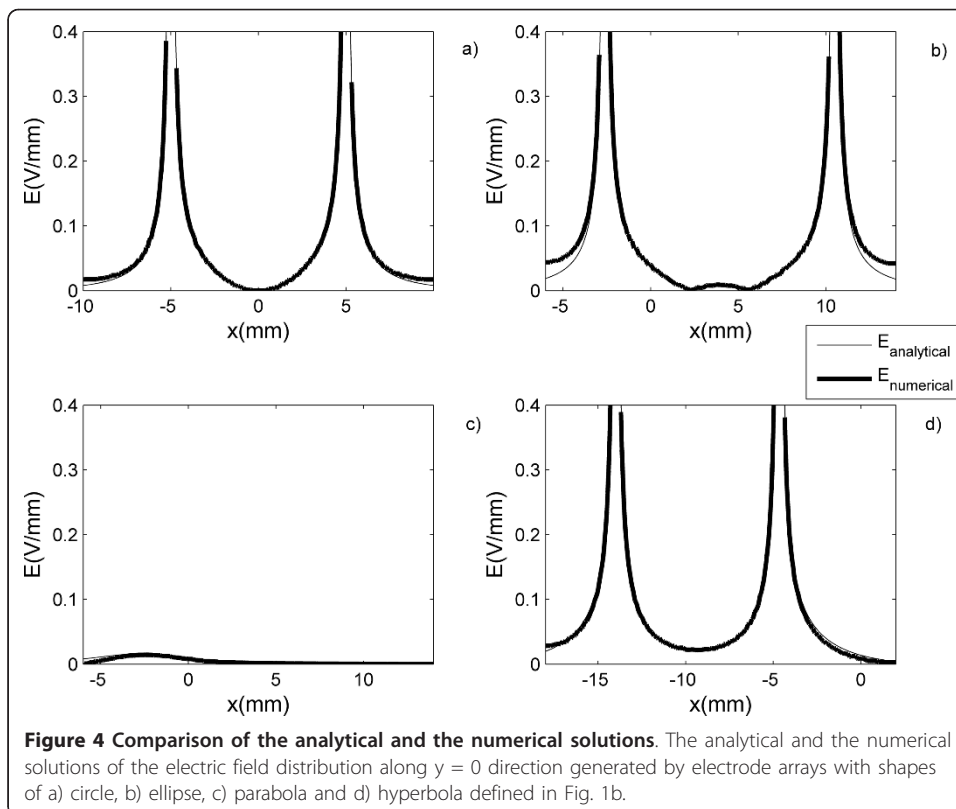 0.4
0.3
0.2
0.1
0
E(V/mm)
-10
-5
0
5
x(mm)
a)
0.4
0.3
0.2
0.1
0
E(V/mm)
-5
0
5
10
x(mm)
b)
E analytical
E numerical
0.4
0.3
0.2
0.1
0
E(V/mm)
-5
0
5
10
x(mm)
c)
0.4
0.3
0.2
0.1
0
E(V/mm)
-15
-10
-5
0
x(mm)
d)
Figure 4 Comparison of the analytical and the numerical solutions. The analytical and the numerical
solutions of the electric field distribution along y = 0 direction generated by electrode arrays with shapes
of a) circle, b) ellipse, c) parabola and d) hyperbola defined in Fig. 1b.